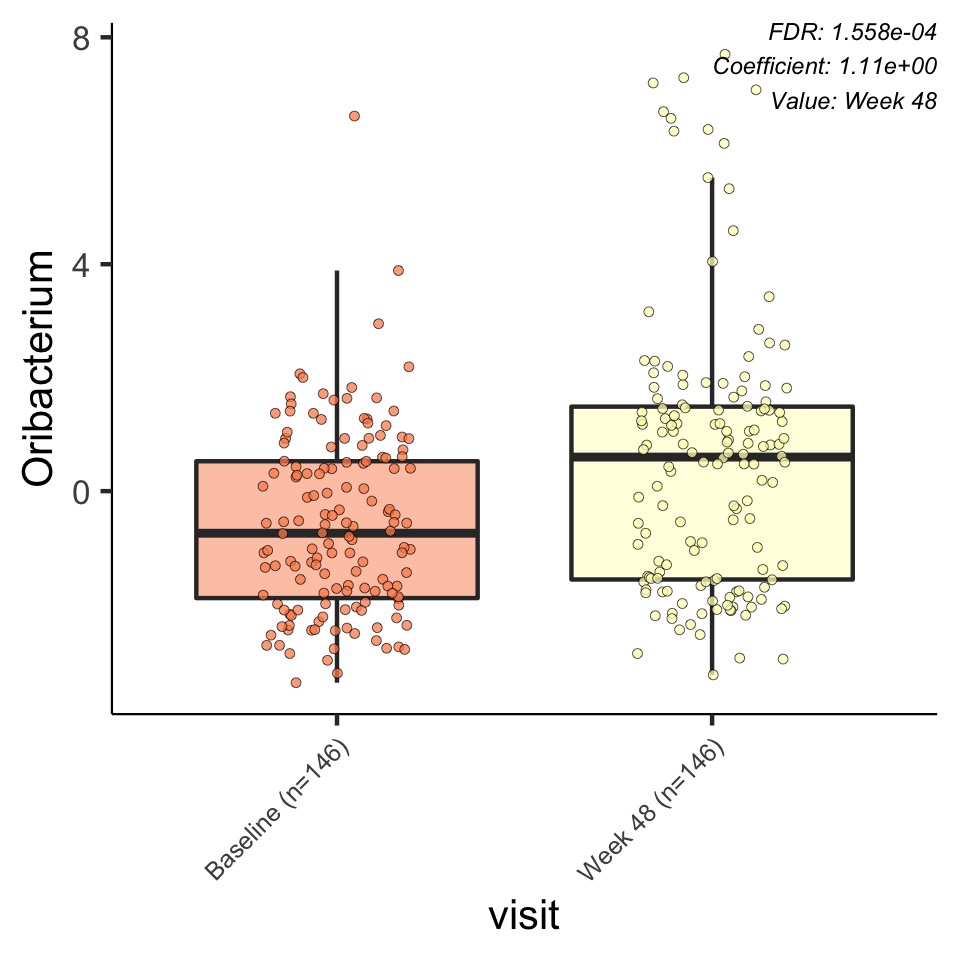 FDR: 1.558e-04
Coefficient: 1.11e+00
Value: Week 48
8
4
0
Oribacterium
Baseline (n=146)
Week 48 (n=146)
visit